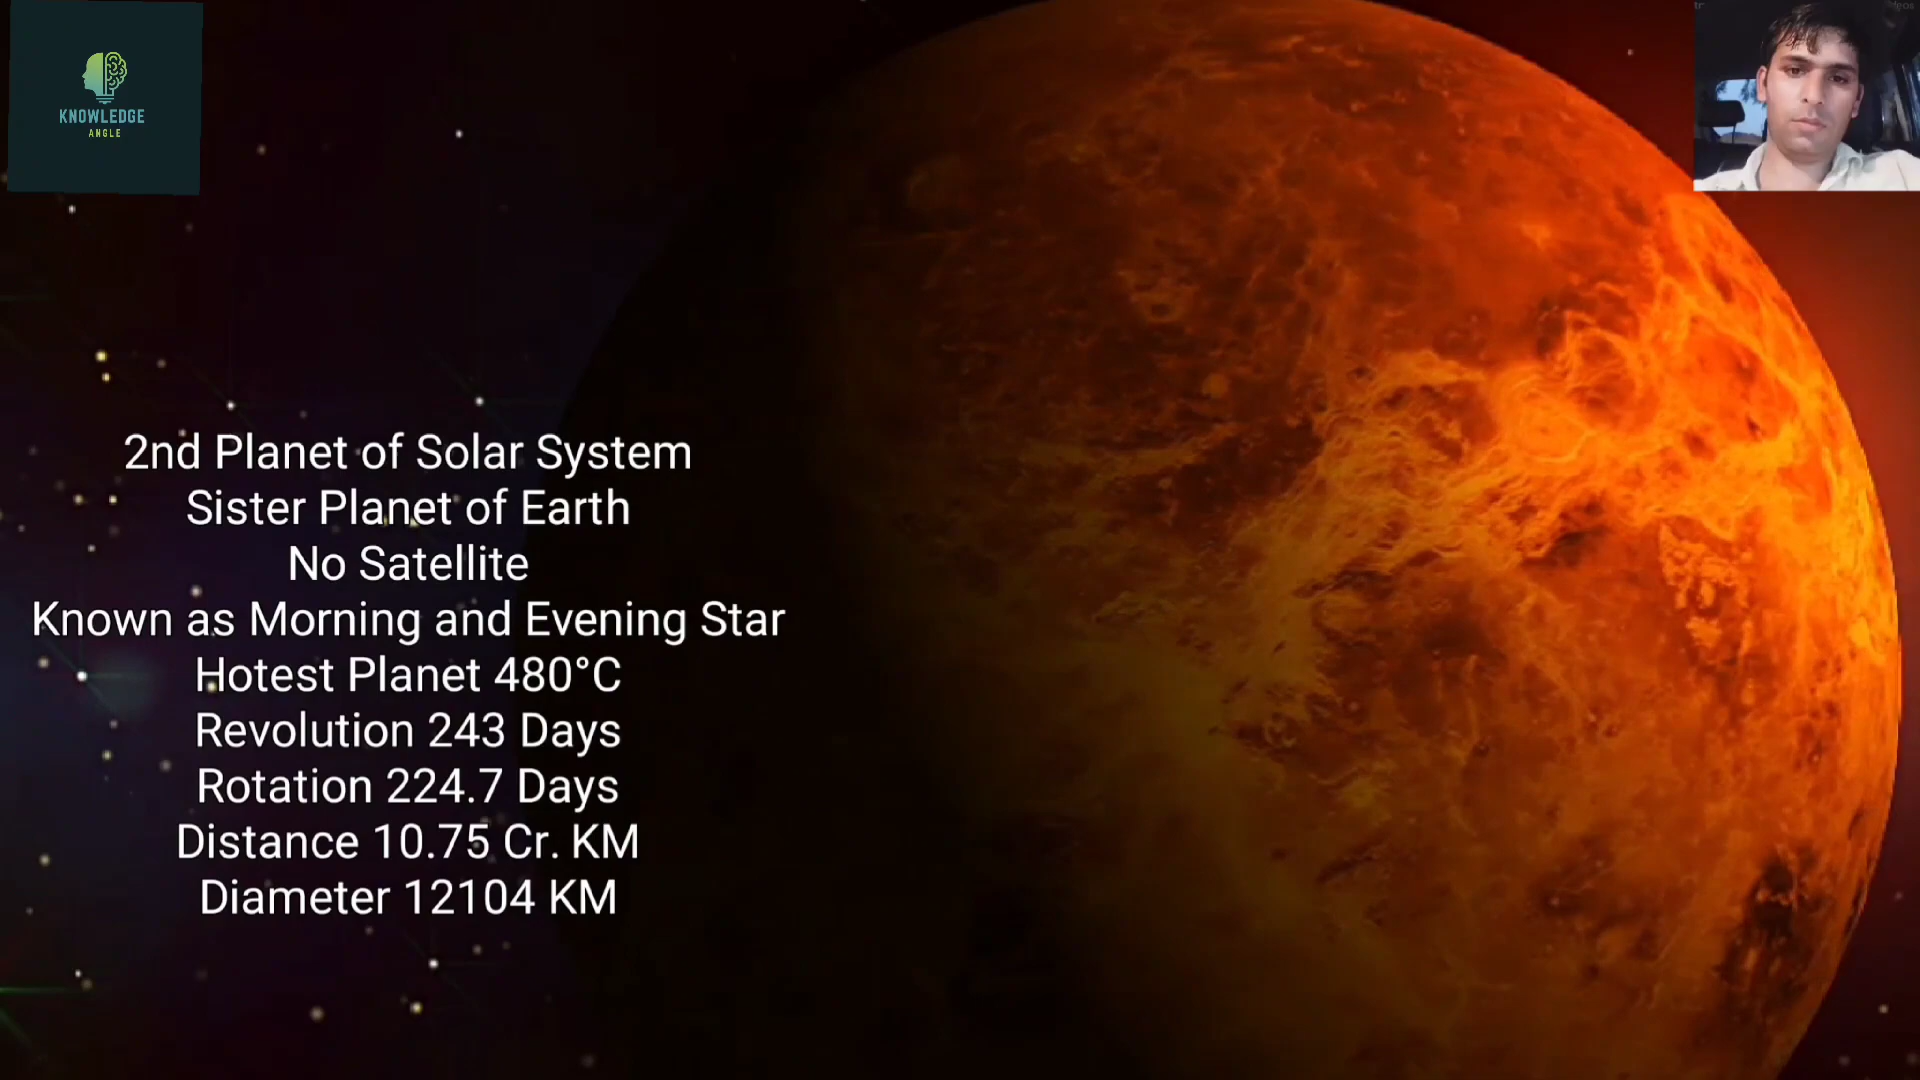 KNOWLEDGE
ANGLE
2nd Planet of Solar System
Sister Planet of Earth
No Satellite
Known as Morning and Evening Star
Hotest Planet 480°C
Revolution 243 Days
Rotation 224.7 Days
Distance 10.75 Cr. KM
Diameter 12104 KM